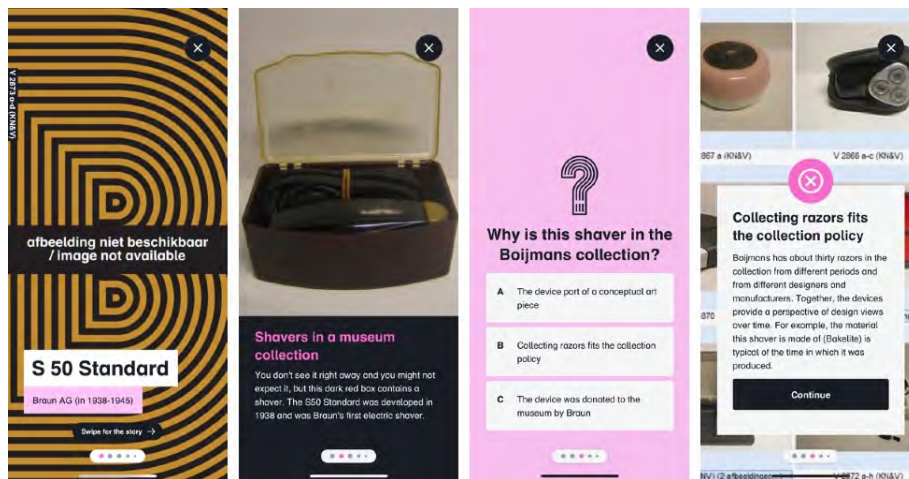 V 2873 a-d (KN&V)
afbeelding niet beschikbaar
/ image not available
S 50 Standard
Braun AG (in 1938-1945)
Swipe for the story →
Shavers in a museum
collection
You don't see it right away and you might not
expect it, but this dark red box contains a
shaver. The S50 Standard was developed in
1938 and was Braun's first electric shaver.
?
Why is this shaver in the
Boijmans collection?
A The device part of a conceptual art
piece
B Collecting razors fits the collection
policy
C The device was donated to the
museum by Braun
867 a (KN&V)
V 2868 a-c (KN&V)
Collecting razors fits
the collection policy
Boijmans has about thirty razors in the
collection from different periods and
from different designers and
manufacturers. Together, the devices
provide a perspective of design views
over time. For example, the material
this shaver is made of (Bakelite) is
typical of the time in which it was
produced.
Continue
870
NV) (2 afbeeldingen
2872 a-h (KN&V)